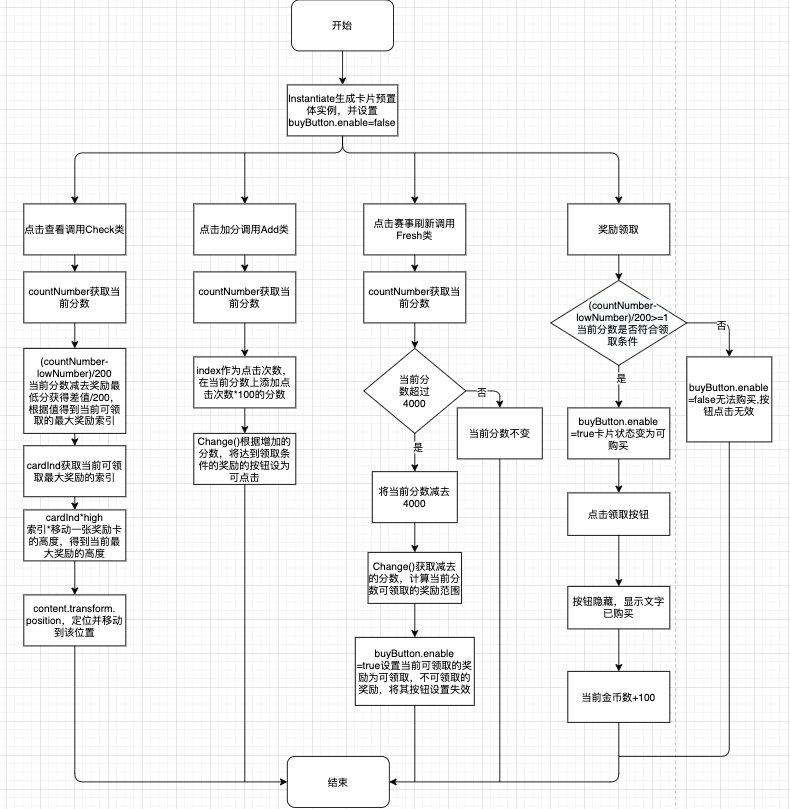 开始
Instantiate生成卡片预置
体实例，并设置
buyButton.enable=false
点击查看调用Check类
countNumber获取当
前分数
(countNumber-
lowNumber)/200
当前分数减去奖励最
低分获得差值/200,
根据值得到当前可领
取的最大奖励索引
cardInd获取当前可领
取最大奖励的索引
cardInd*high
索引*移动一张奖励卡
的高度，得到当前最
大奖励的高度
content.transform.
position，定位并移动
到该位置
点击加分调用Add类
countNumber获取当
前分数
index作为点击次数，
在当前分数上添加点
击次数*100的分数
Change()根据增加的
分数，将达到领取条
件的奖励的按钮设为
可点击
点击赛事刷新调用
Fresh类
countNumber获取当
前分数
当前分
数超过
4000
否
当前分数不变
是
将当前分数减去
4000
Change()获取减去
的分数，计算当前分
数可领取的奖励范围
buyButton.enable
=true设置当前可领取的奖
励为可领取，不可领取的
奖励，将其按钮设置失效
奖励领取
(countNumber-
lowNumber)/200>=1
当前分数是否符合领
取条件
否
buyButton.enable
=false无法购买,按
钮点击无效
是
buyButton.enable
=true卡片状态变为可
购买
点击领取按钮
按钮隐藏，显示文字
已购买
当前金币数+100
结束